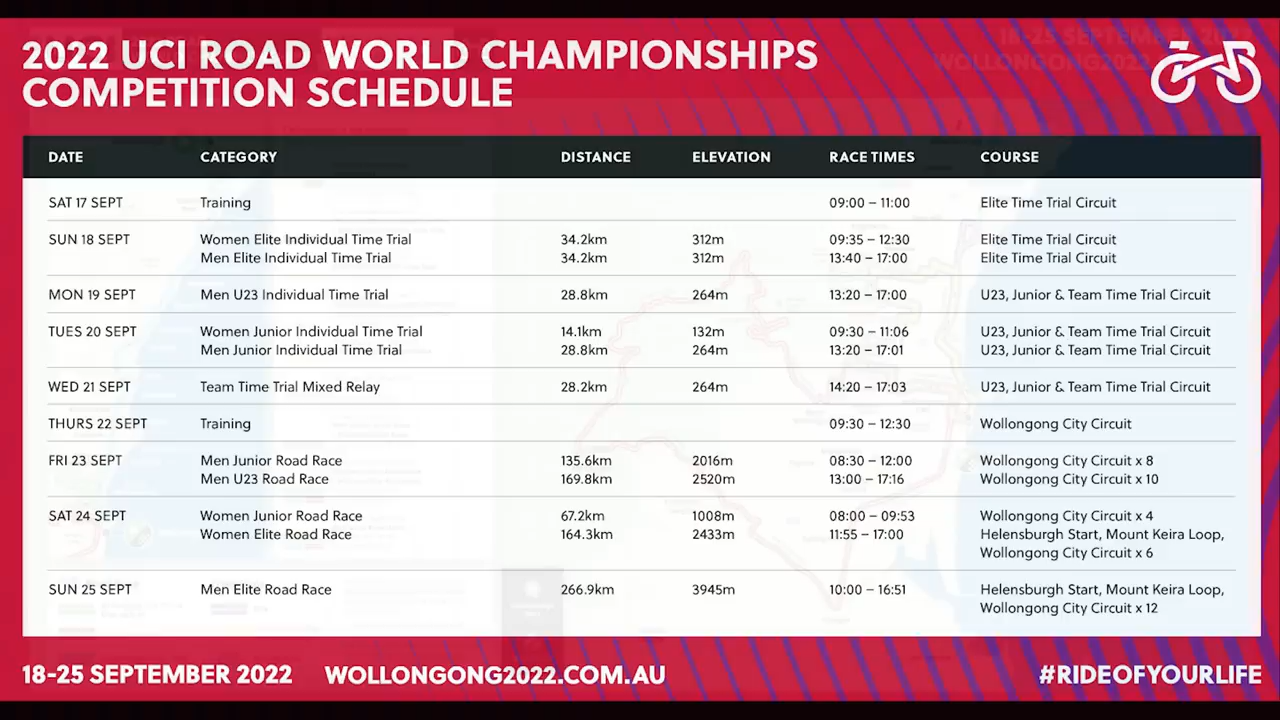 2022 UCI ROAD WORLD CHAMPIONSHIPS
COMPETITION SCHEDULE
DATE CATEGORY DISTANCE ELEVATION RACE TIMES COURSE
SAT 17 SEPT Training 09:00 – 11:00 Elite Time Trial Circuit
SUN 18 SEPT Women Elite Individual Time Trial 34.2km 312m 09:35 – 12:30 Elite Time Trial Circuit
Men Elite Individual Time Trial 34.2km 312m 13:40 – 17:00 Elite Time Trial Circuit
MON 19 SEPT Men U23 Individual Time Trial 28.8km 264m 13:20 – 17:00 U23, Junior & Team Time Trial Circuit
TUES 20 SEPT Women Junior Individual Time Trial 14.1km 132m 09:30 – 11:06 U23, Junior & Team Time Trial Circuit
Men Junior Individual Time Trial 28.8km 264m 13:20 – 17:01 U23, Junior & Team Time Trial Circuit
WED 21 SEPT Team Time Trial Mixed Relay 28.2km 264m 14:20 – 17:03 U23, Junior & Team Time Trial Circuit
THURS 22 SEPT Training 09:30 – 12:30 Wollongong City Circuit
FRI 23 SEPT Men Junior Road Race 135.6km 2016m 08:30 – 12:00 Wollongong City Circuit x 8
Men U23 Road Race 169.8km 2520m 13:00 – 17:16 Wollongong City Circuit x 10
SAT 24 SEPT Women Junior Road Race 67.2km 1008m 08:00 – 09:53 Wollongong City Circuit x 4
Women Elite Road Race 164.3km 2433m 11:55 – 17:00 Helensburgh Start, Mount Keira Loop,
Wollongong City Circuit x 6
SUN 25 SEPT Men Elite Road Race 266.9km 3945m 10:00 – 16:51 Helensburgh Start, Mount Keira Loop,
Wollongong City Circuit x 12
18-25 SEPTEMBER 2022 WOLLONGONG2022.COM.AU #RIDEOFYOURLIFE
18-25 SEPTEMBER 2022
WOLLONGONG2022